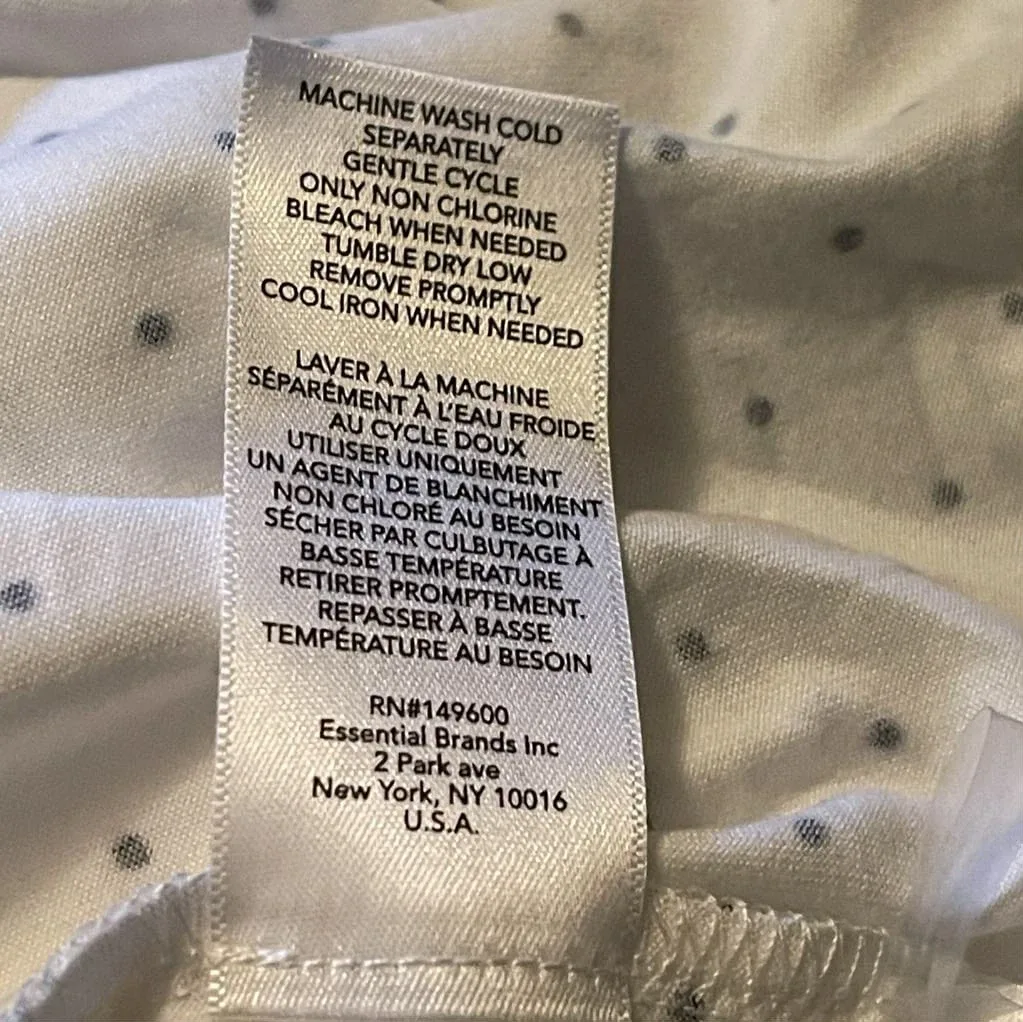 MACHINE WASH COLD
SEPARATELY
GENTLE CYCLE
ONLY NON CHLORINE
BLEACH WHEN NEEDED
TUMBLE DRY LOW
REMOVE PROMPTLY
COOL IRON WHEN NEEDED
LAVER À LA MACHINE
SÉPARÉMENT À L'EAU FROIDE
AU CYCLE DOUX
UTILISER UNIQUEMENT
UN AGENT DE BLANCHIMENT
NON CHLORÉ AU BESOIN
SÉCHER PAR CULBUTAGE À
BASSE TEMPÉRATURE
RETIRER PROMPTEMENT.
REPASSER À BASSE
TEMPÉRATURE AU BESOIN
RN#149600
Essential Brands Inc
2 Park ave
New York, NY 10016
U.S.A.